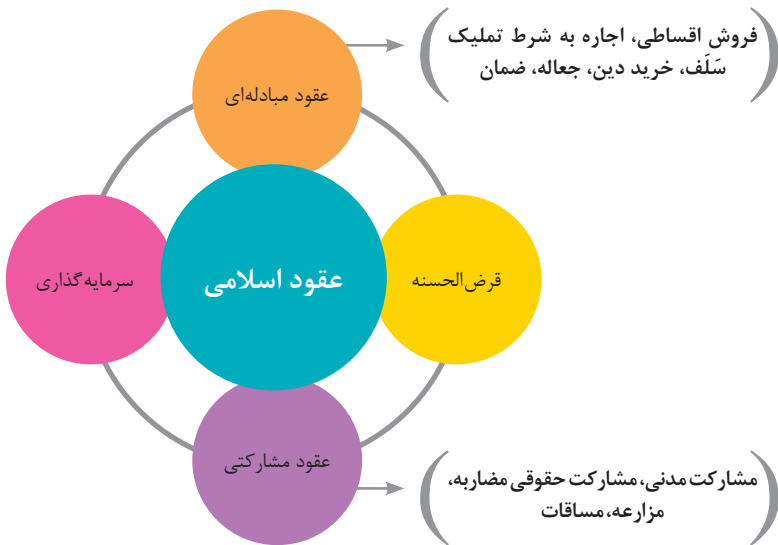 فروش اقساطی، اجاره به شرط تملیک
سَلَف، خرید دین، جعاله، ضمان
عقود مبادله‌ای
قرض‌الحسنه
عقود اسلامی
سرمایه‌گذاری
عقود مشارکتی
مشارکت مدنی، مشارکت حقوقی مضاربه،
مزارعه، مساقات